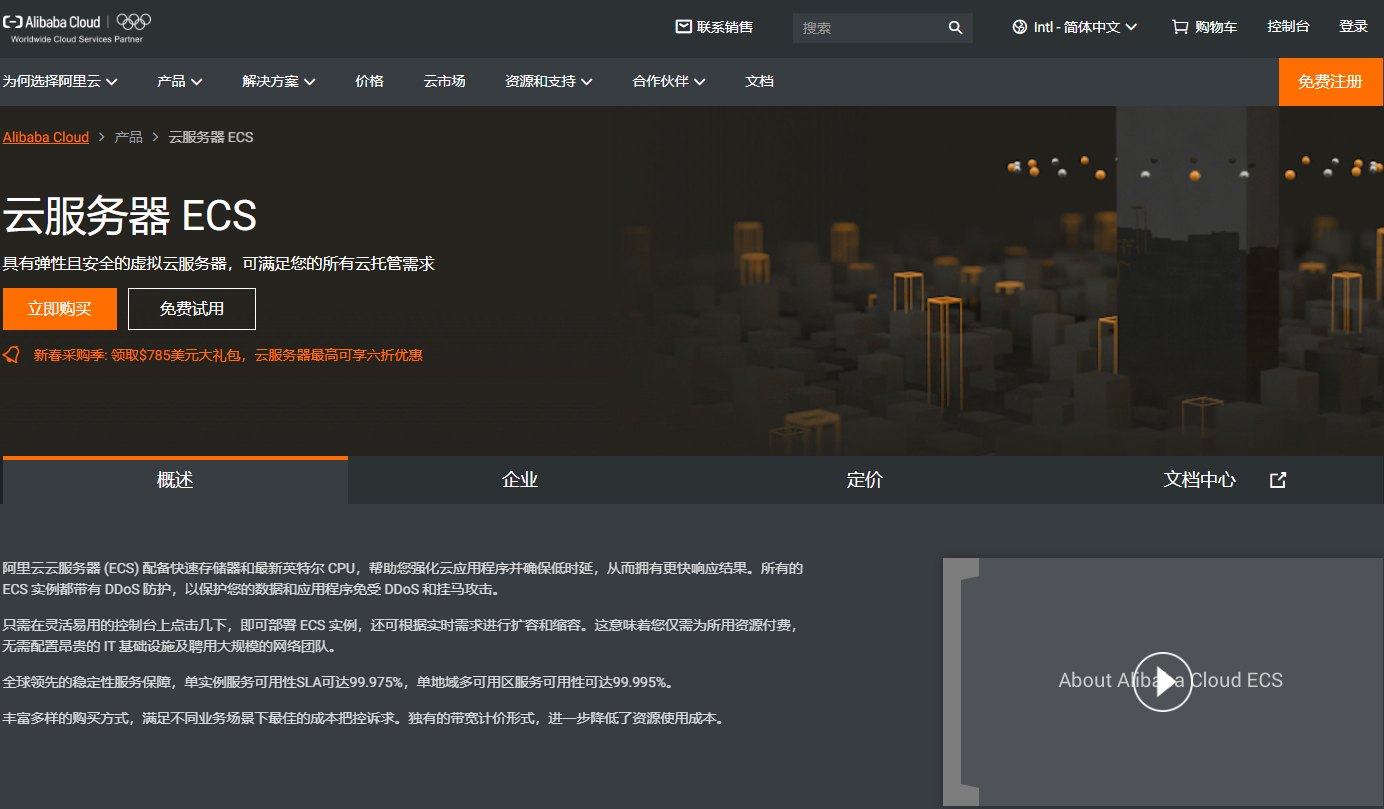 Alibaba Cloud
Worldwide Cloud Services Partner
联系销售
搜索
Intl - 简体中文
购物车
控制台
登录
为何选择阿里云
产品
解决方案
价格
云市场
资源和支持
合作伙伴
文档
免费注册
Alibaba Cloud > 产品 > 云服务器 ECS
云服务器 ECS
具有弹性且安全的虚拟云服务器，可满足您的所有云托管需求
立即购买
免费试用
新春采购季: 领取$785美元大礼包，云服务器最高可享六折优惠
概述
企业
定价
文档中心
阿里云云服务器 (ECS) 配备快速存储器和最新英特尔 CPU，帮助您强化云应用程序并确保低时延，从而拥有更快响应结果。所有的
ECS 实例都带有 DDoS 防护，以保护您的数据和应用程序免受 DDoS 和挂马攻击。
只需在灵活易用的控制台上点击几下，即可部署 ECS 实例，还可根据实时需求进行扩容和缩容。这意味着您仅需为所用资源付费，
无需配置昂贵的 IT 基础设施及聘用大规模的网络团队。
全球领先的稳定性服务保障，单实例服务可用性SLA可达99.975%，单地域多可用区服务可用性可达99.995%。
丰富多样的购买方式，满足不同业务场景下最佳的成本把控诉求。独有的带宽计价形式，进一步降低了资源使用成本。
About Alibaba Cloud ECS